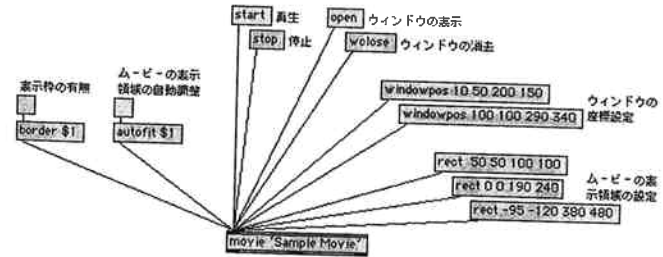 start 再生
open ウィンドウの表示
stop 停止
wclose ウィンドウの消去
表示枠の有無
ムービーの表示
領域の自動調整
border $1
autofit $1
windowpos 10 50 200 150
windowpos 100 100 290 340
ウィンドウの
座標設定
rect 50 50 100 100
rect 0 0 190 240
rect -95 -120 380 480
ムービーの表
示領域の設定
movie "Sample Movie"